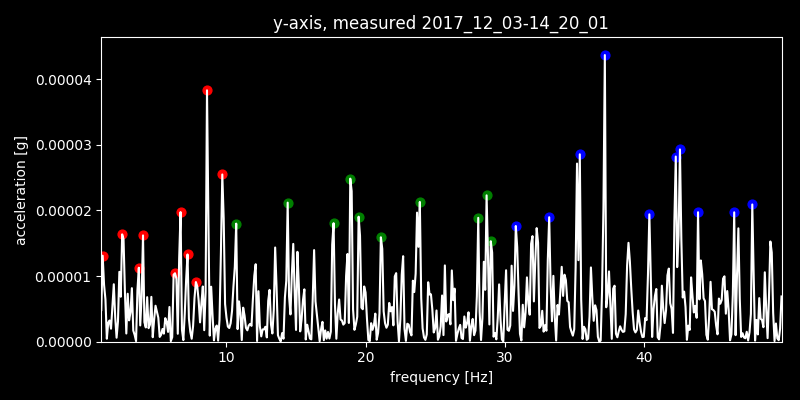 y-axis, measured 2017_12_03-14_20_01
acceleration [g]
0.00004
0.00003
0.00002
0.00001
0.00000
10 20 30 40
frequency [Hz]